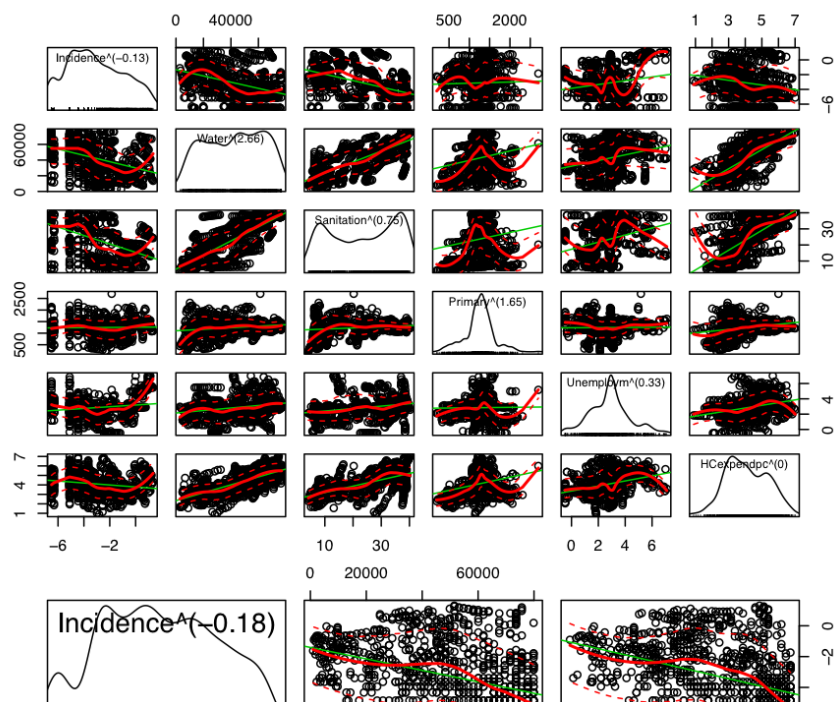 0 40000 500 2000 1 3 5 7
Incidence^(−0.13)
0
−6
60000
0
Water^(2.66)
Sanitation^(0.75)
30
10
2500
500
Primary^(1.65)
Unemploym^(0.33)
4
0
7
4
1
HCexpendpc^(0)
−6 −2 10 30 0 2 4 6
0 20000 60000
Incidence^(−0.18)
0
−2